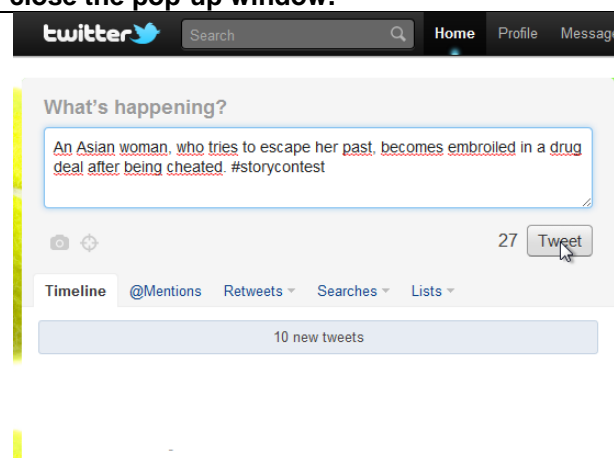 close the pop-up window.
twitter Search Home Profile Message
What's happening?
An Asian woman, who tries to escape her past, becomes embroiled in a drug
deal after being cheated. #storycontest
27 Tweet
Timeline @Mentions Retweets Searches Lists
10 new tweets